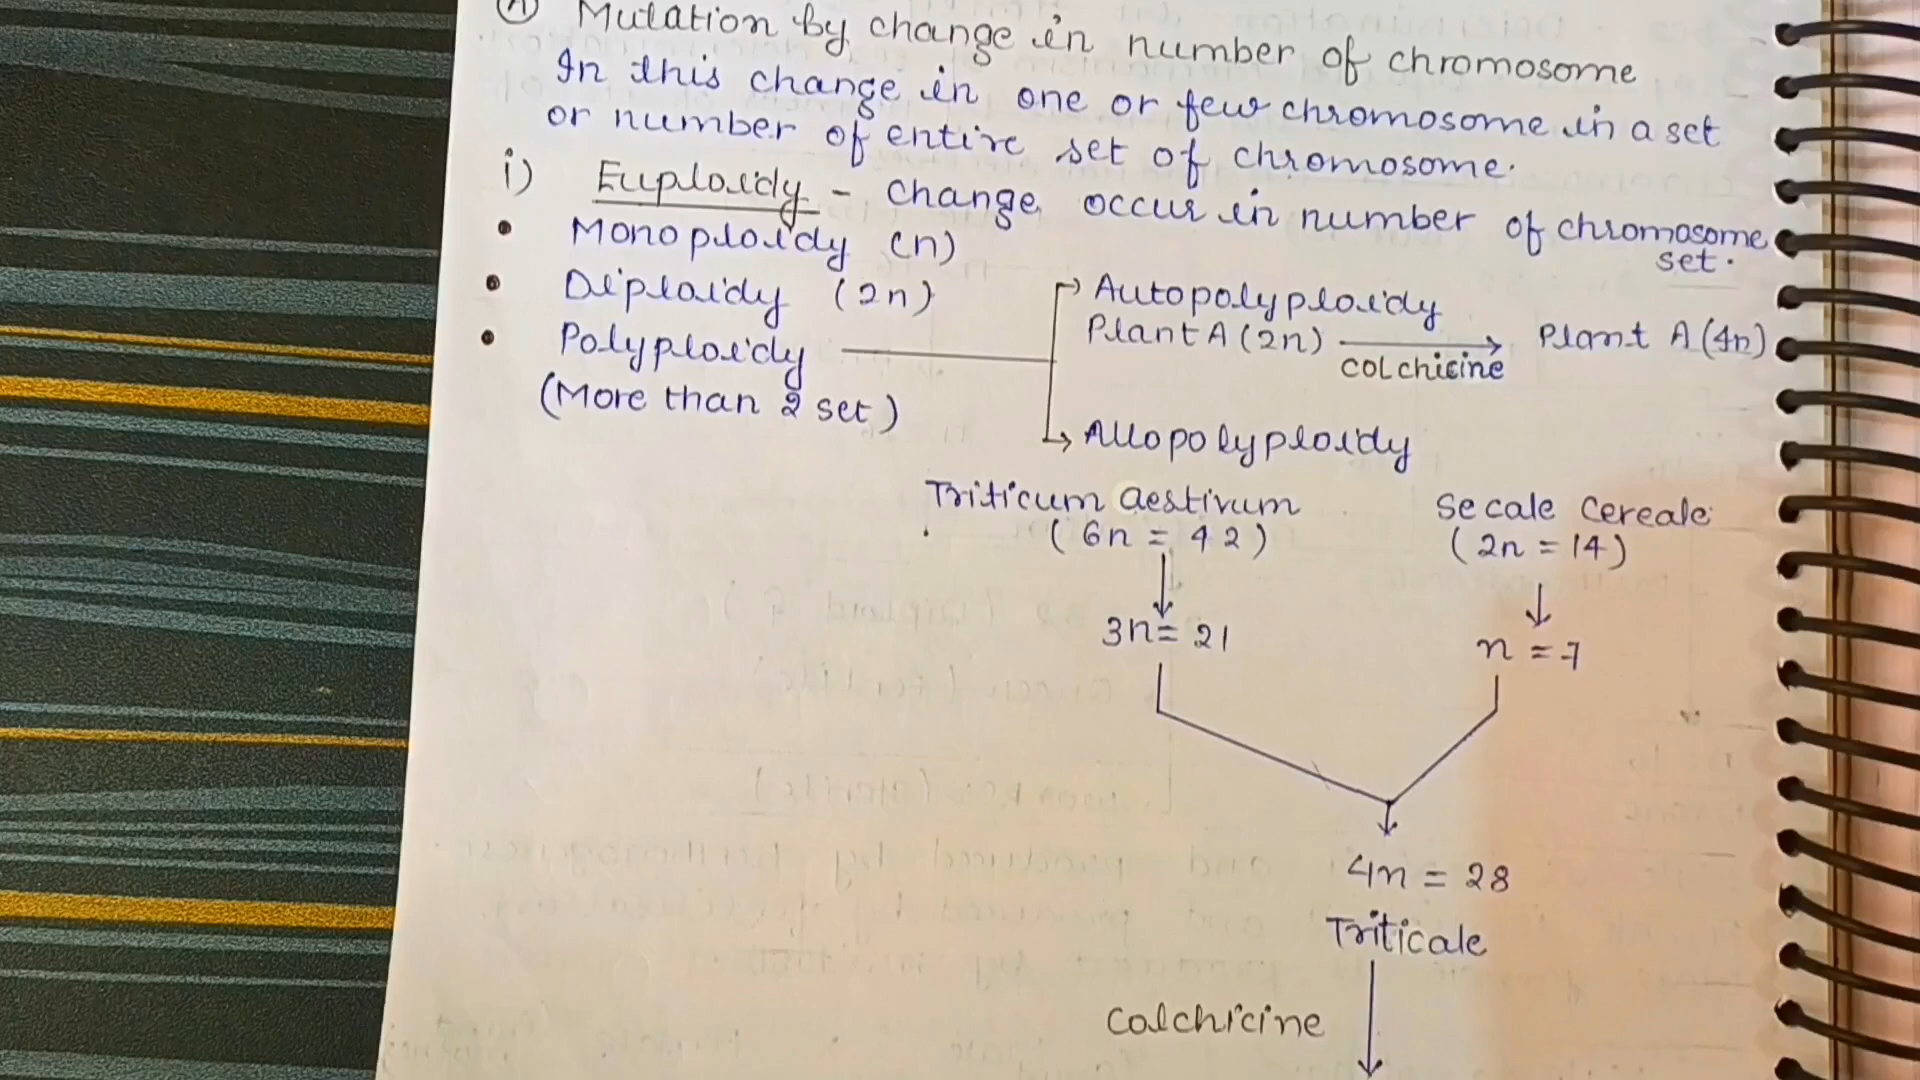 A Mutation by change in number of chromosome
In this change in one or few chromosome in a set
or number of entire set of chromosome.
i) Euploidy - change occur in number of chromosome
set.
• Monoploidy (n)
• Diploidy (2n)
• Polyploidy
(More than 2 set)
Autopolyploidy
Plant A (2n) → Plant A (4n)
colchicine
Allopolyploidy
Triticum aestivum
(6n = 42)
3n = 21
Secale Cereale
(2n = 14)
n = 7
4n = 28
Triticale
Colchicine